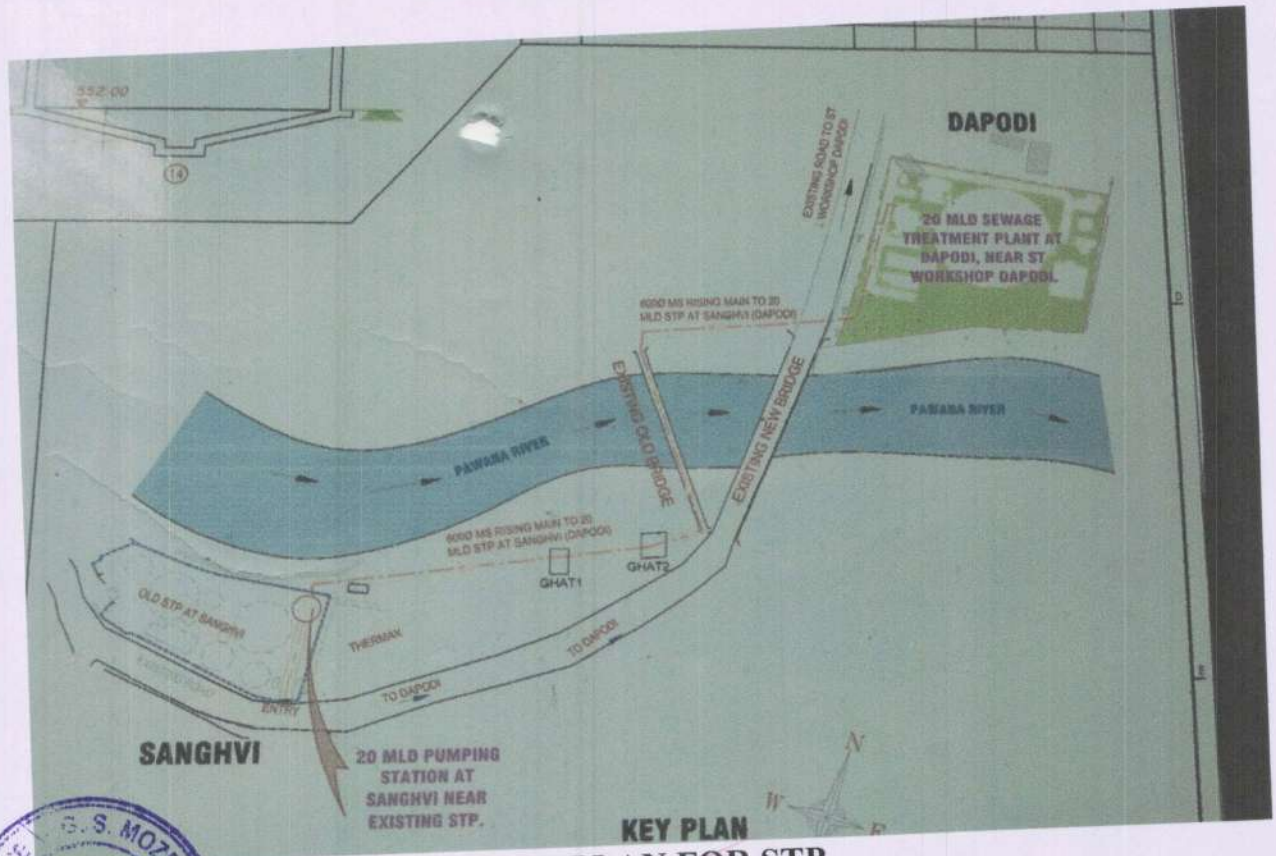 552-00
14
DAPODI
EXISTING ROAD TO ST
WORKSHOP DAPODI
20 MLD SEWAGE
TREATMENT PLANT AT
DAPODI, NEAR ST
WORKSHOP DAPODI.
600Ø MS RISING MAIN TO 20
MLD STP AT SANGHVI (DAPODI)
EXISTING OLD BRIDGE
EXISTING NEW BRIDGE
PAWANA RIVER
PAWANA RIVER
600Ø MS RISING MAIN TO 20
MLD STP AT SANGHVI (DAPODI)
GHAT1
GHAT2
OLD STP AT SANGHVI
THERMAX
EXISTING ROAD
ENTRY
TO DAPODI
TO DAPODI
SANGHVI
20 MLD PUMPING
STATION AT
SANGHVI NEAR
EXISTING STP.
N
W
E
KEY PLAN
PLAN FOR STP
G. S. MOZ